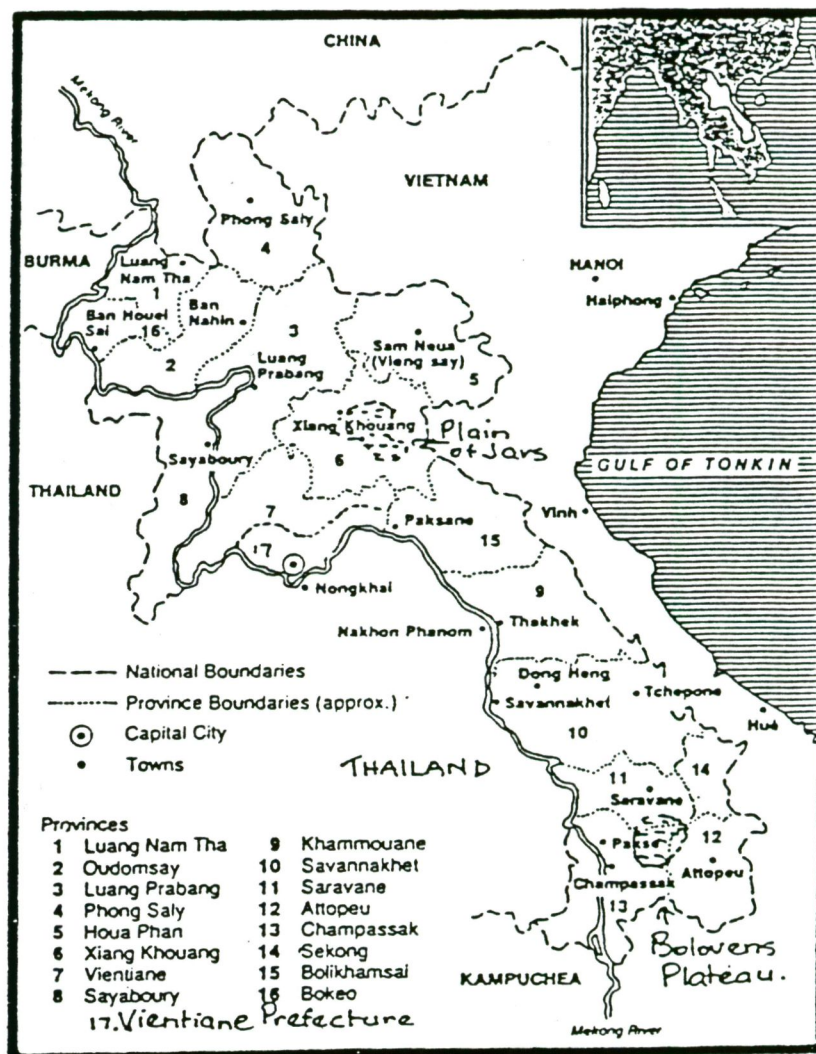 CHINA
Mekong River
VIETNAM
Phong Saly
4
BURMA
Luang
Nam Tha
1
HANOI
Haiphong
Ban Houei
Sai
16
Ban
Nahin
3
2
Luang
Prabang
Sam Neua
(Vieng say)
5
Xiang Khouang
6
Plain
of Jars
Sayaboury
GULF OF TONKIN
THAILAND
8
7
Vinh
Paksane
15
17
Nongkhai
9
Nakhon Phanom
Thakhek
National Boundaries
Province Boundaries (approx.)
Capital City
Towns
Dong Heng
Tchepone
Savannakhet
10
Hué
THAILAND
11
14
Saravane
12
Pakse
Attopeu
Champassak
13
Bolovens
Plateau.
KAMPUCHEA
Mekong River
Provinces
1 Luang Nam Tha
2 Oudomsay
3 Luang Prabang
4 Phong Saly
5 Houa Phan
6 Xiang Khouang
7 Vientiane
8 Sayaboury
9 Khammouane
10 Savannakhet
11 Saravane
12 Attopeu
13 Champassak
14 Sekong
15 Bolikhamsai
16 Bokeo
17. Vientiane Prefecture